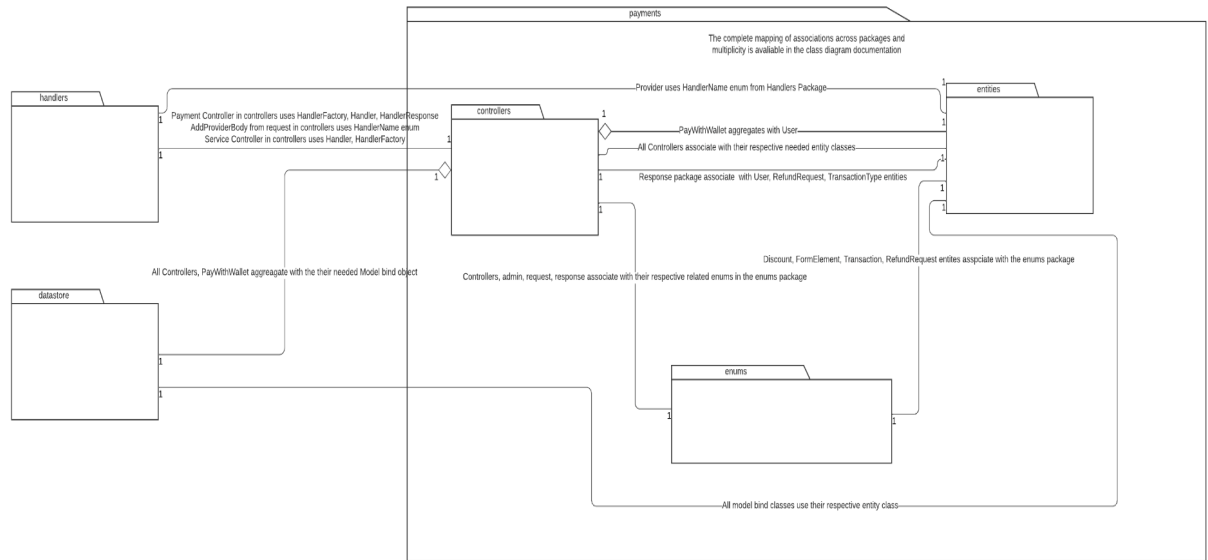 payments
The complete mapping of associations across packages and
multiplicity is avaliable in the class diagram documentation
handlers
1
Provider uses HandlerName enum from Handlers Package
1
entities
Payment Controller in controllers uses HandlerFactory, Handler, HandlerResponse
AddProviderBody from request in controllers uses HandlerName enum
Service Controller in controllers uses Handler, HandlerFactory
1
1
controllers
1
PayWithWallet aggregates with User
1
All Controllers associate with their respective needed entity classes
1
Response package associate with User, RefundRequest, TransactionType entities
1
1
1
1
1
1
All Controllers, PayWithWallet aggreagate with the their needed Model bind object
Controllers, admin, request, response associate with their respective related enums in the enums package
Discount, FormElement, Transaction, RefundRequest entites asspciate with the enums package
datastore
1
1
enums
1
1
All model bind classes use their respective entity class